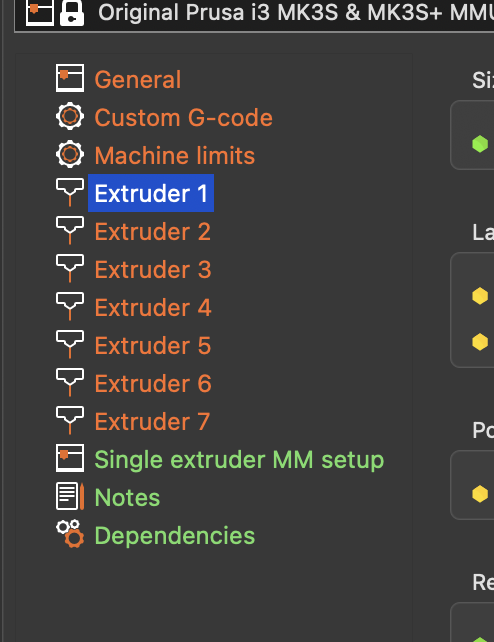 Original Prusa i3 MK3S & MK3S+ MMU
General
Custom G-code
Machine limits
Extruder 1
Extruder 2
Extruder 3
Extruder 4
Extruder 5
Extruder 6
Extruder 7
Single extruder MM setup
Notes
Dependencies
Si
La
Po
Re